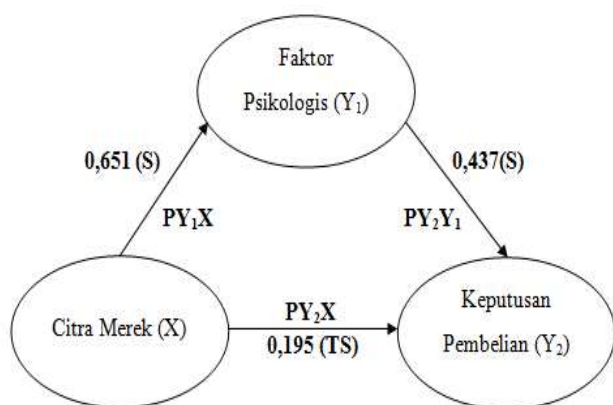 Faktor
Psikologis (Y₁)
0,651 (S)
0,437(S)
PY₁X
PY₂Y₁
Citra Merek (X)
PY₂X
0,195 (TS)
Keputusan
Pembelian (Y₂)